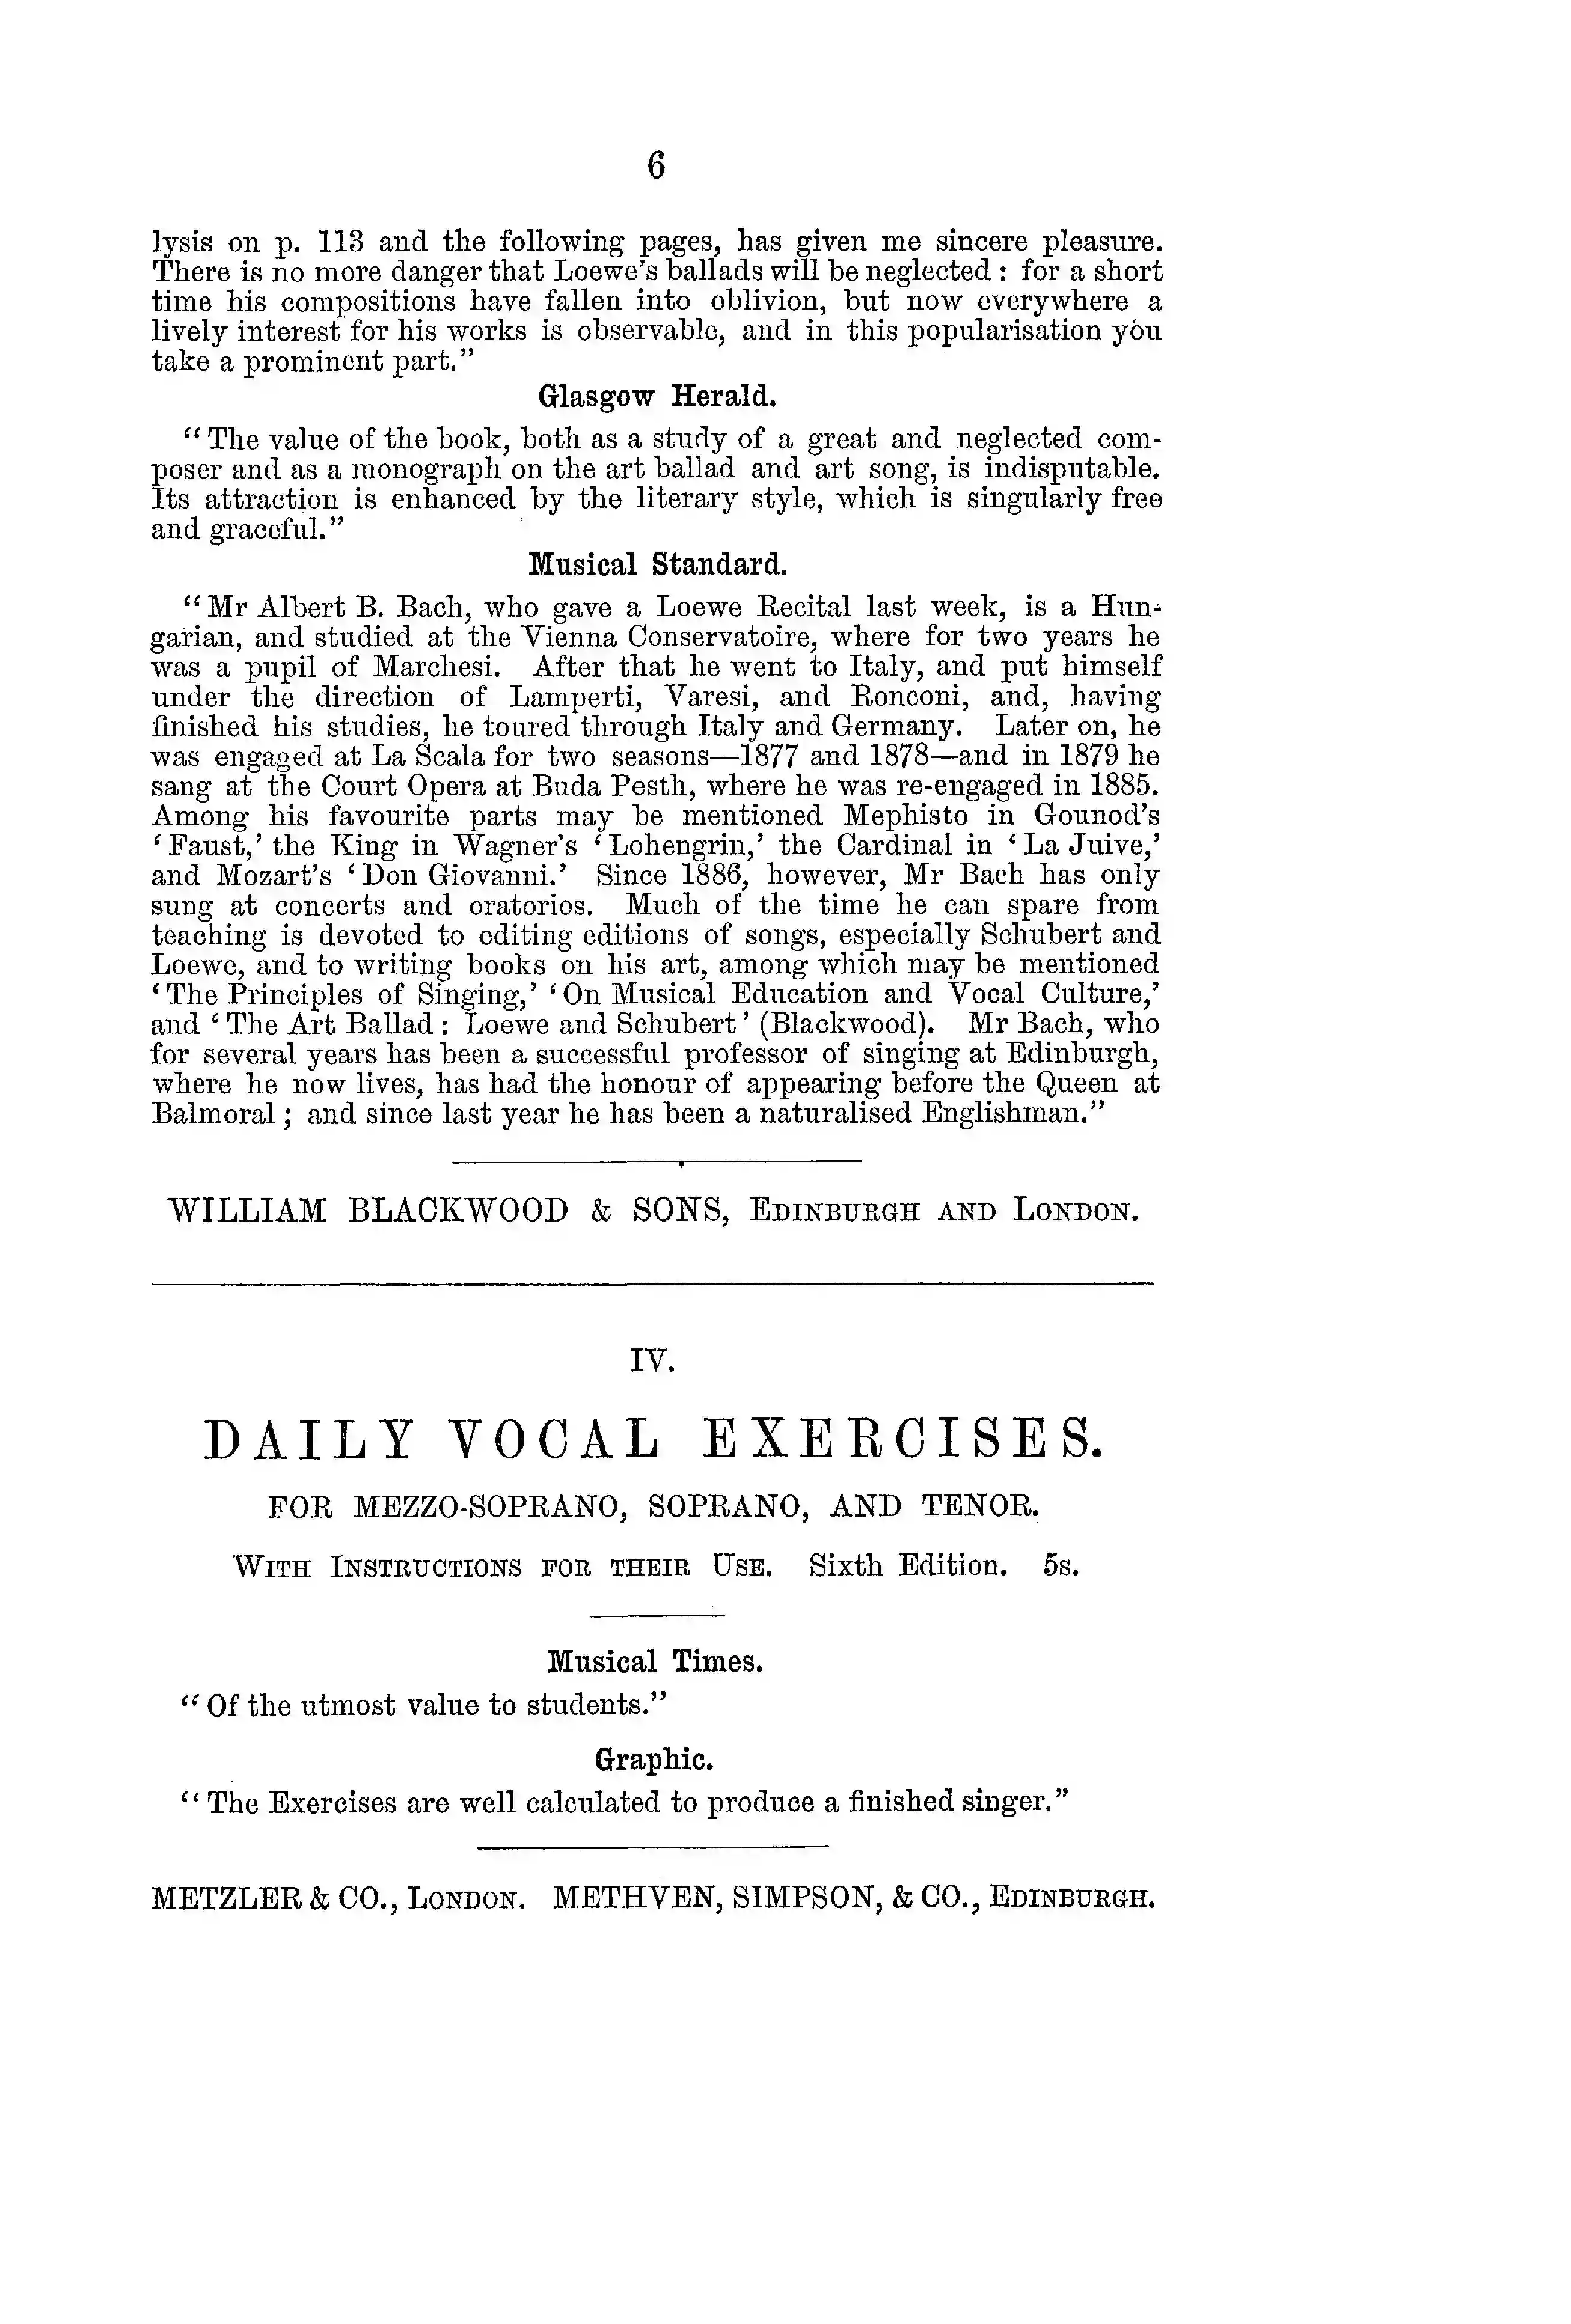 6
lysis on p. 113 and the following pages, has given me sincere pleasure.
There is no more danger that Loewe's ballads will be neglected : for a short
time his compositions have fallen into oblivion, but now everywhere a
lively interest for his works is observable, and in this popularisation you
take a prominent part.”
Glasgow Herald.
“The value of the book, both as a study of a great and neglected com-
poser and as a monograph on the art ballad and art song, is indisputable.
Its attraction is enhanced by the literary style, which is singularly free
and graceful.”
Musical Standard.
“Mr Albert B. Bach, who gave a Loewe Recital last week, is a Hun-
garian, and studied at the Vienna Conservatoire, where for two years he
was a pupil of Marchesi. After that he went to Italy, and put himself
under the direction of Lamperti, Varesi, and Ronconi, and, having
finished his studies, he toured through Italy and Germany. Later on, he
was engaged at La Scala for two seasons—1877 and 1878—and in 1879 he
sang at the Court Opera at Buda Pesth, where he was re-engaged in 1885.
Among his favourite parts may be mentioned Mephisto in Gounod's
‘Faust,’ the King in Wagner's ‘Lohengrin,’ the Cardinal in ‘La Juive,’
and Mozart's ‘Don Giovanni.’ Since 1886, however, Mr Bach has only
sung at concerts and oratorios. Much of the time he can spare from
teaching is devoted to editing editions of songs, especially Schubert and
Loewe, and to writing books on his art, among which may be mentioned
‘The Principles of Singing,’ ‘On Musical Education and Vocal Culture,’
and ‘The Art Ballad: Loewe and Schubert’ (Blackwood). Mr Bach, who
for several years has been a successful professor of singing at Edinburgh,
where he now lives, has had the honour of appearing before the Queen at
Balmoral; and since last year he has been a naturalised Englishman.”
WILLIAM BLACKWOOD & SONS, EDINBURGH AND LONDON.
IV.
DAILY VOCAL EXERCISES.
FOR MEZZO-SOPRANO, SOPRANO, AND TENOR.
WITH INSTRUCTIONS FOR THEIR USE. Sixth Edition. 5s.
Musical Times.
“Of the utmost value to students.”
Graphic.
“The Exercises are well calculated to produce a finished singer.”
METZLER & CO., LONDON. METHVEN, SIMPSON, & CO., EDINBURGH.